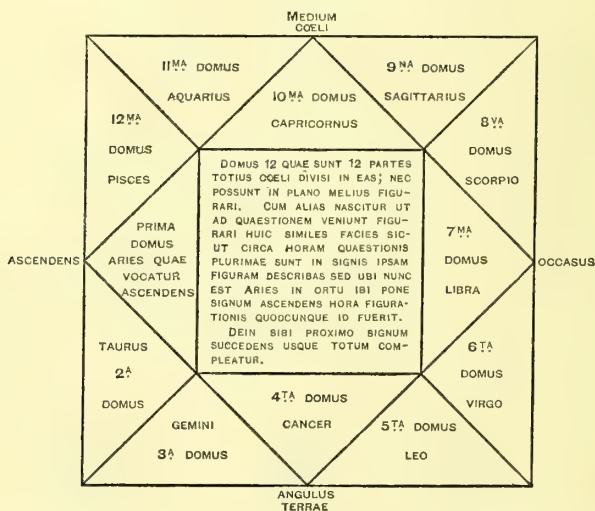 MEDIUM
CŒLI
11MA. DOMUS
AQUARIUS
10MA. DOMUS
CAPRICORNUS
9NA. DOMUS
SAGITTARIUS
12MA.
DOMUS
PISCES
8VA.
DOMUS
SCORPIO
DOMUS 12 QUAE SUNT 12 PARTES
TOTIUS CŒLI DIVISI IN EAS; NEC
POSSUNT IN PLANO MELIUS FIGU-
RARI. CUM ALIAS NASCITUR UT
AD QUAESTIONEM VENIUNT FIGU-
RARI HUIC SIMILES FACIES SIC-
UT CIRCA HORAM QUAESTIONIS
PLURIMAE SUNT IN SIGNIS IPSAM
FIGURAM DESCRIBAS SED UBI NUNC
EST ARIES IN ORTU IBI PONE
SIGNUM ASCENDENS HORA FIGURA-
TIONIS QUOCUNQUE ID FUERIT.
DEIN SIBI PROXIMO SIGNUM
SUCCEDENS USQUE TOTUM COM-
PLEATUR.
ASCENDENS
PRIMA
DOMUS
ARIES QUAE
VOCATUR
ASCENDENS
7MA.
DOMUS
LIBRA
OCCASUS
TAURUS
2A.
DOMUS
6TA.
DOMUS
VIRGO
GEMINI
3A. DOMUS
4TA. DOMUS
CANCER
5TA. DOMUS
LEO
ANGULUS
TERRAE